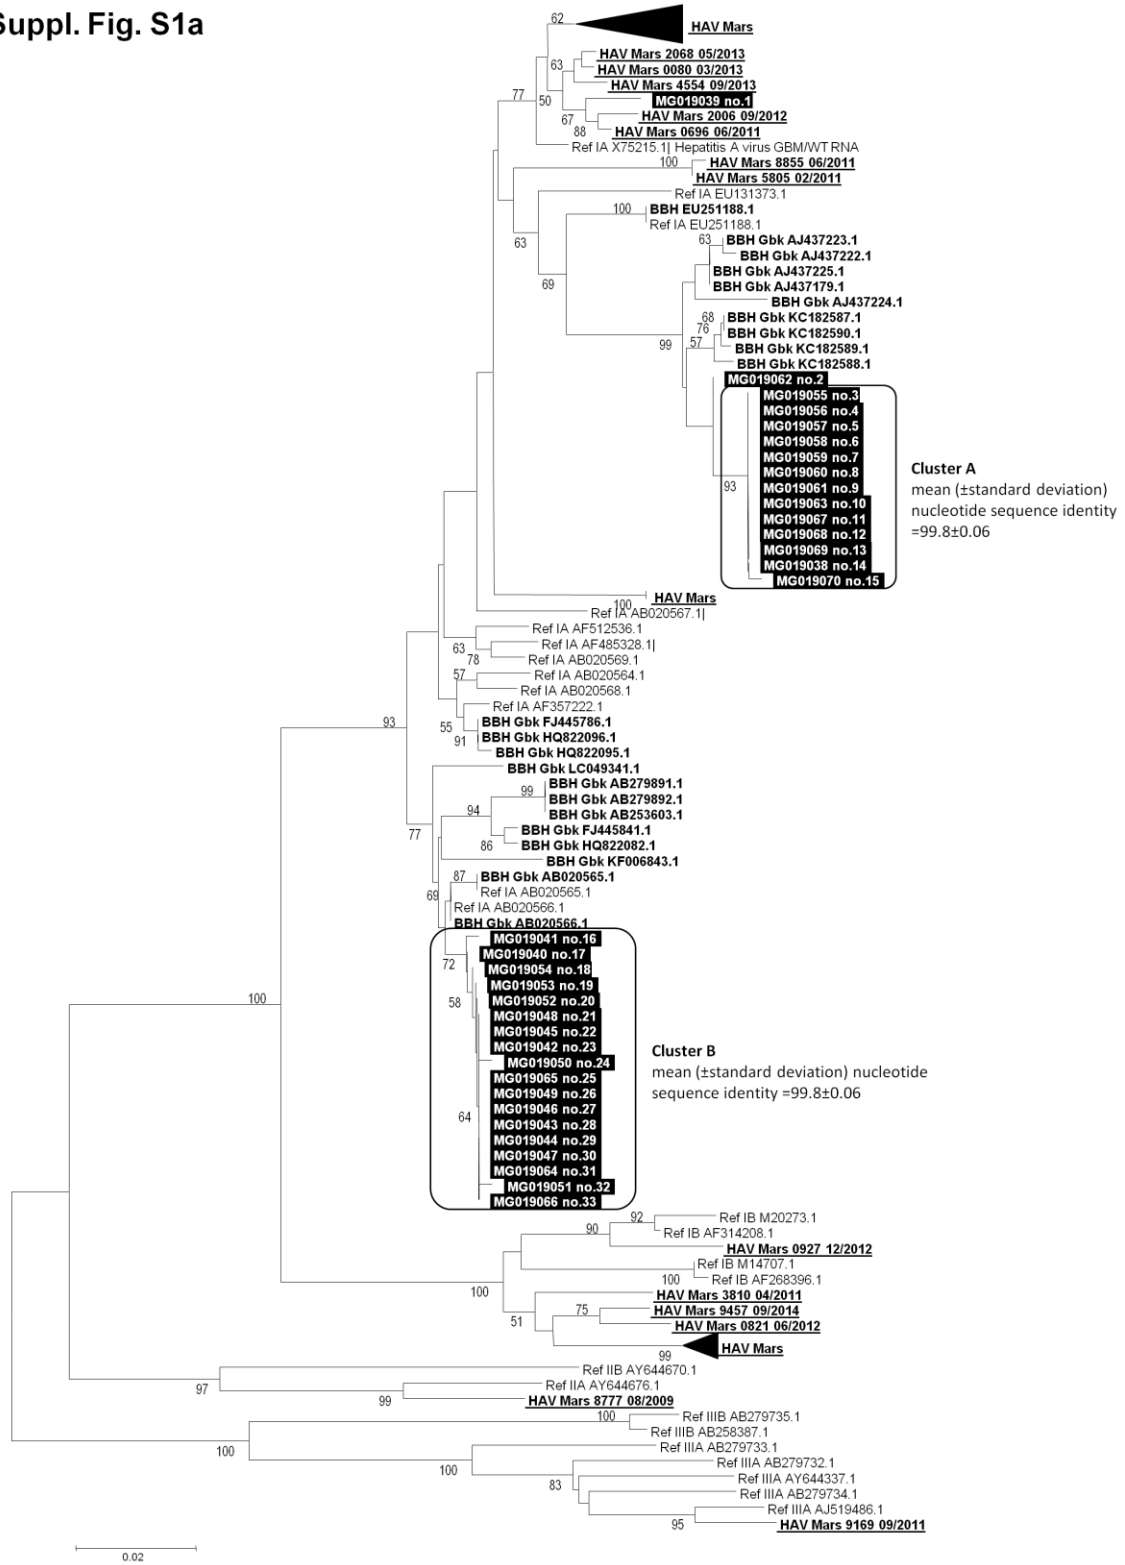 Suppl. Fig. S1a
62
HAV Mars
HAV Mars 2068 05/2013
63
HAV Mars 0080 03/2013
HAV Mars 4554 09/2013
77
50
MG019039 no.1
67
HAV Mars 2006 09/2012
88
HAV Mars 0696 06/2011
Ref IA X75215.1| Hepatitis A virus GBM/WT RNA
100
HAV Mars 8855 06/2011
HAV Mars 5805 02/2011
Ref IA EU131373.1
100
BBH EU251188.1
Ref IA EU251188.1
63
63
BBH Gbk AJ437223.1
BBH Gbk AJ437222.1
BBH Gbk AJ437225.1
69
BBH Gbk AJ437179.1
BBH Gbk AJ437224.1
68
BBH Gbk KC182587.1
76
BBH Gbk KC182590.1
99
57
BBH Gbk KC182589.1
BBH Gbk KC182588.1
MG019062 no.2
MG019055 no.3
MG019056 no.4
MG019057 no.5
MG019058 no.6
MG019059 no.7
MG019060 no.8
MG019061 no.9
MG019063 no.10
MG019067 no.11
MG019068 no.12
MG019069 no.13
MG019038 no.14
MG019070 no.15
93
Cluster A
mean (±standard deviation)
nucleotide sequence identity
=99.8±0.06
HAV Mars
100
Ref IA AB020567.1|
Ref IA AF512536.1
63
Ref IA AF485328.1|
78
Ref IA AB020569.1
57
Ref IA AB020564.1
Ref IA AB020568.1
Ref IA AF357222.1
93
55
BBH Gbk FJ445786.1
91
BBH Gbk HQ822096.1
BBH Gbk HQ822095.1
BBH Gbk LC049341.1
BBH Gbk AB279891.1
99
BBH Gbk AB279892.1
94
BBH Gbk AB253603.1
77
BBH Gbk FJ445841.1
86
BBH Gbk HQ822082.1
BBH Gbk KF006843.1
87
BBH Gbk AB020565.1
69
Ref IA AB020565.1
Ref IA AB020566.1
BBH Gbk AB020566.1
MG019041 no.16
MG019040 no.17
72
MG019054 no.18
MG019053 no.19
58
MG019052 no.20
100
MG019048 no.21
MG019045 no.22
MG019042 no.23
MG019050 no.24
MG019065 no.25
MG019049 no.26
MG019046 no.27
64
MG019043 no.28
MG019044 no.29
MG019047 no.30
MG019064 no.31
MG019051 no.32
MG019066 no.33
Cluster B
mean (±standard deviation) nucleotide
sequence identity =99.8±0.06
92
Ref IB M20273.1
90
Ref IB AF314208.1
HAV Mars 0927 12/2012
Ref IB M14707.1
100
Ref IB AF268396.1
100
HAV Mars 3810 04/2011
75
HAV Mars 9457 09/2014
51
HAV Mars 0821 06/2012
99
HAV Mars
Ref IIB AY644670.1
97
Ref IIA AY644676.1
99
HAV Mars 8777 08/2009
100
Ref IIIB AB279735.1
Ref IIIB AB258387.1
100
Ref IIIA AB279733.1
100
Ref IIIA AB279732.1
83
Ref IIIA AY644337.1
Ref IIIA AB279734.1
Ref IIIA AJ519486.1
95
HAV Mars 9169 09/2011
0.02